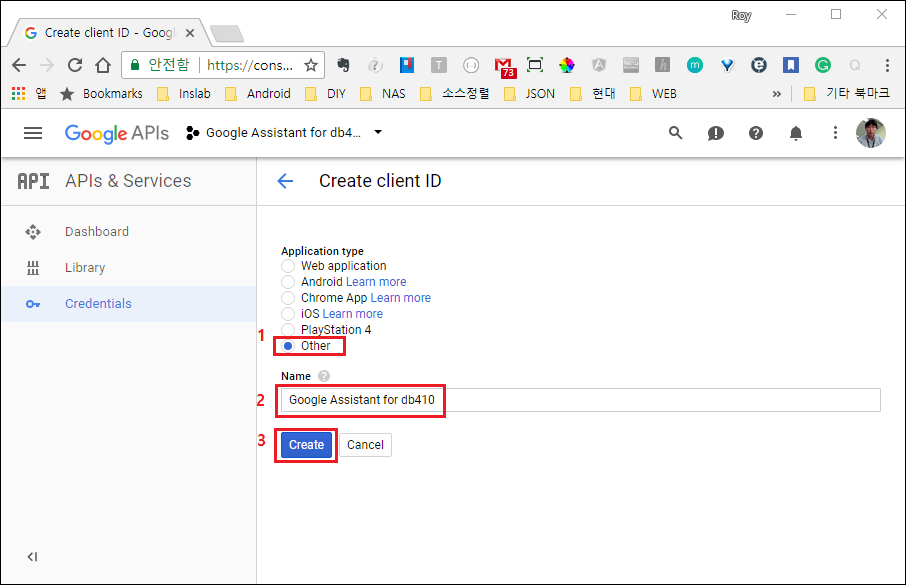 Roy
Create client ID - Googl
안전함 https://cons...
T
73
h
m
앱 Bookmarks Inslab Android DIY NAS 소스정렬 JSON 현대 WEB » 기타 북마크
Google APIs Google Assistant for db4...
API APIs & Services
Create client ID
Dashboard
Library
Credentials
Application type
Web application
Android Learn more
Chrome App Learn more
iOS Learn more
PlayStation 4
1 Other
Name ?
2 Google Assistant for db410
3 Create Cancel